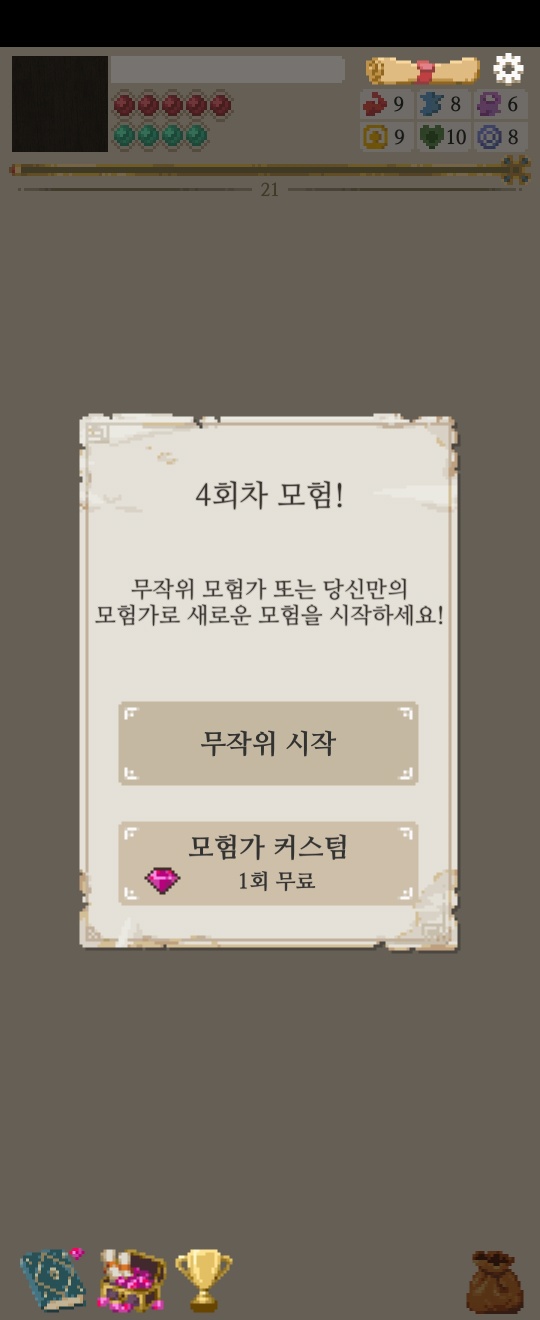 9 8 6
9 10 8
21
4회차 모험!
무작위 모험가 또는 당신만의
모험가로 새로운 모험을 시작하세요!
무작위 시작
모험가 커스텀
1회 무료